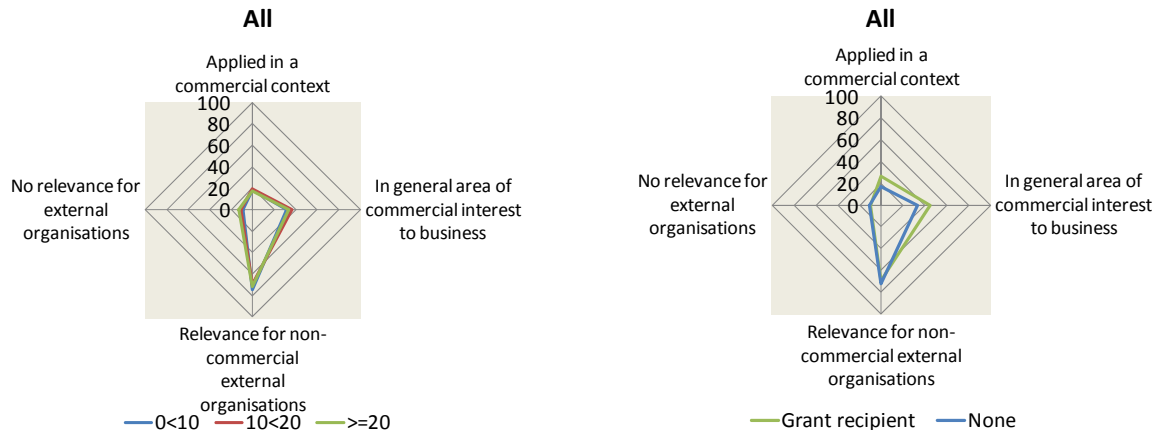 All
Applied in a
commercial context
100
80
60
40
20
0
No relevance for
external
organisations
In general area of
commercial interest
to business
Relevance for non-
commercial
external
organisations
0<10 10<20 >=20
All
Applied in a
commercial context
100
80
60
40
20
0
No relevance for
external
organisations
In general area of
commercial interest
to business
Relevance for non-
commercial external
organisations
Grant recipient None